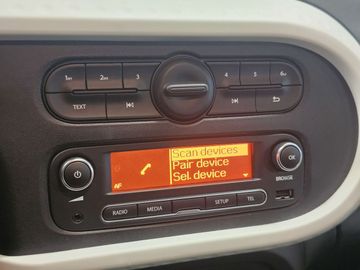 1 2 3
4 5 6
TEXT
Scan devices
Pair device
Sel. device
OK
BROWSE
AF
RADIO MEDIA SETUP TEL